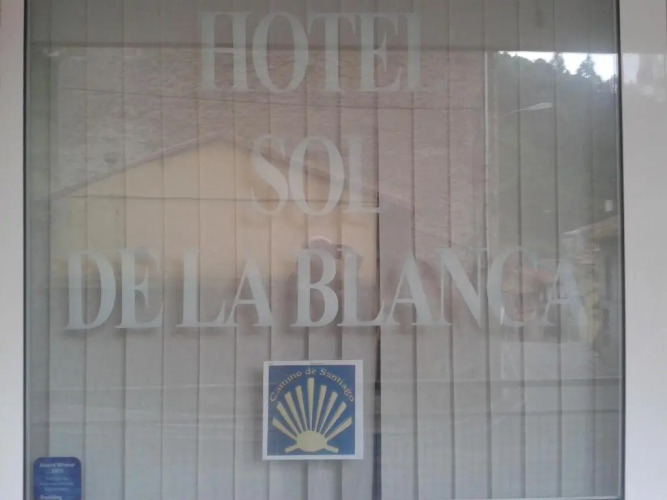 HOTEL
SOL
DE LA BLANCA
Camino de Santiago